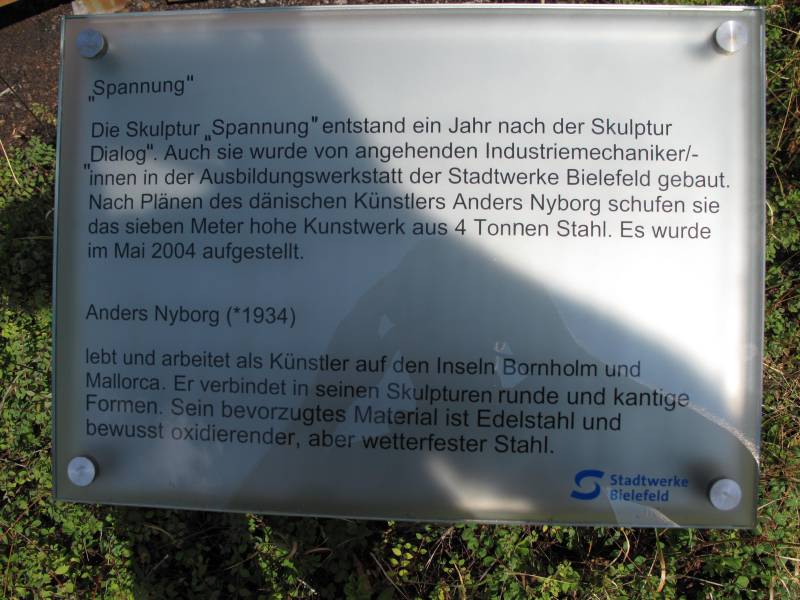 „Spannung"
Die Skulptur „Spannung" entstand ein Jahr nach der Skulptur
Dialog". Auch sie wurde von angehenden Industriemechaniker/-
"innen in der Ausbildungswerkstatt der Stadtwerke Bielefeld gebaut.
Nach Plänen des dänischen Künstlers Anders Nyborg schufen sie
das sieben Meter hohe Kunstwerk aus 4 Tonnen Stahl. Es wurde
im Mai 2004 aufgestellt.
Anders Nyborg (*1934)
lebt und arbeitet als Künstler auf den Inseln Bornholm und
Mallorca. Er verbindet in seinen Skulpturen runde und kantige
Formen. Sein bevorzugtes Material ist Edelstahl und
bewusst oxidierender, aber wetterfester Stahl.
Stadtwerke
Bielefeld